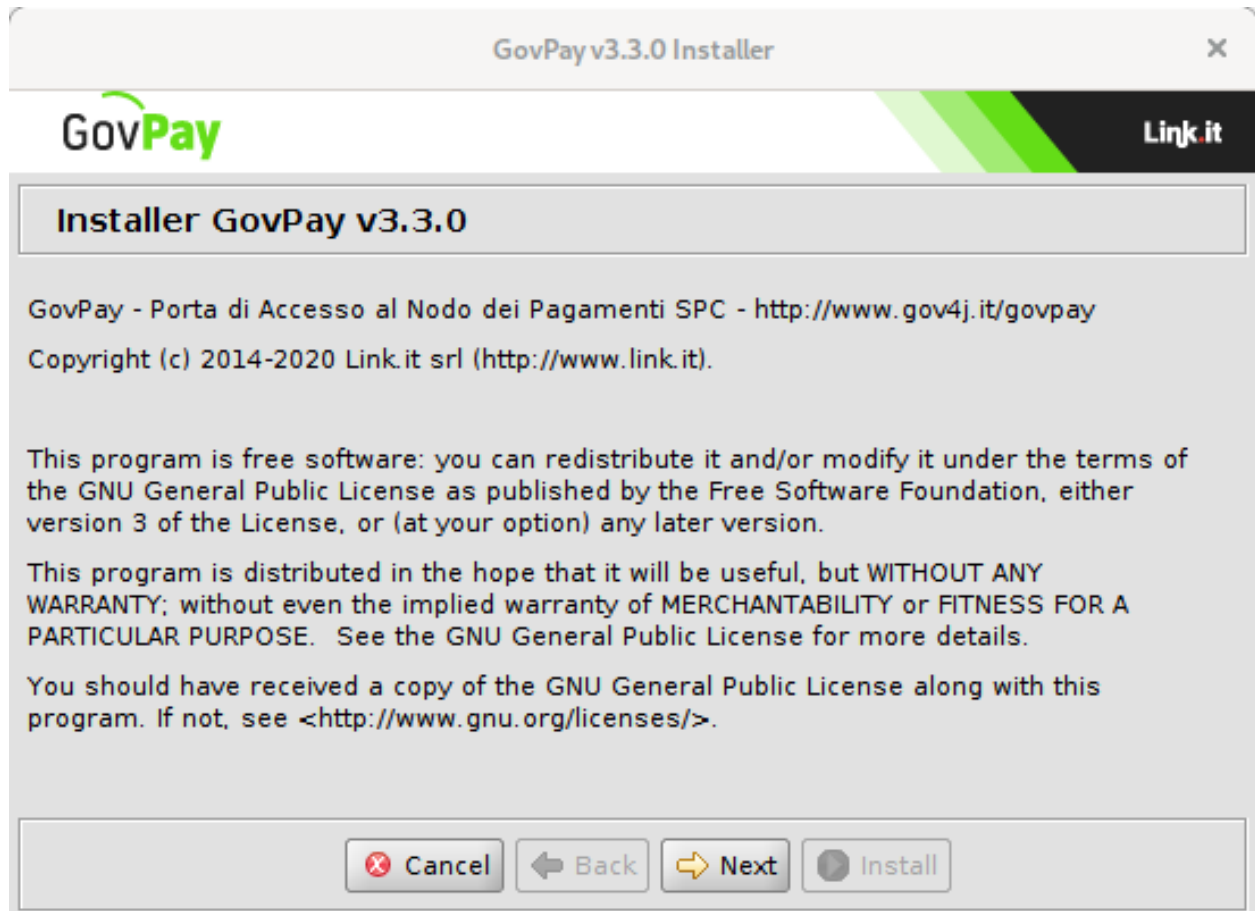 GovPay v3.3.0 Installer
GovPay
Link.it
Installer GovPay v3.3.0
GovPay - Porta di Accesso al Nodo dei Pagamenti SPC - http://www.gov4j.it/govpay
Copyright (c) 2014-2020 Link.it srl (http://www.link.it).
This program is free software: you can redistribute it and/or modify it under the terms of
the GNU General Public License as published by the Free Software Foundation, either
version 3 of the License, or (at your option) any later version.
This program is distributed in the hope that it will be useful, but WITHOUT ANY
WARRANTY; without even the implied warranty of MERCHANTABILITY or FITNESS FOR A
PARTICULAR PURPOSE.  See the GNU General Public License for more details.
You should have received a copy of the GNU General Public License along with this
program. If not, see <http://www.gnu.org/licenses/>.
Cancel Back Next Install